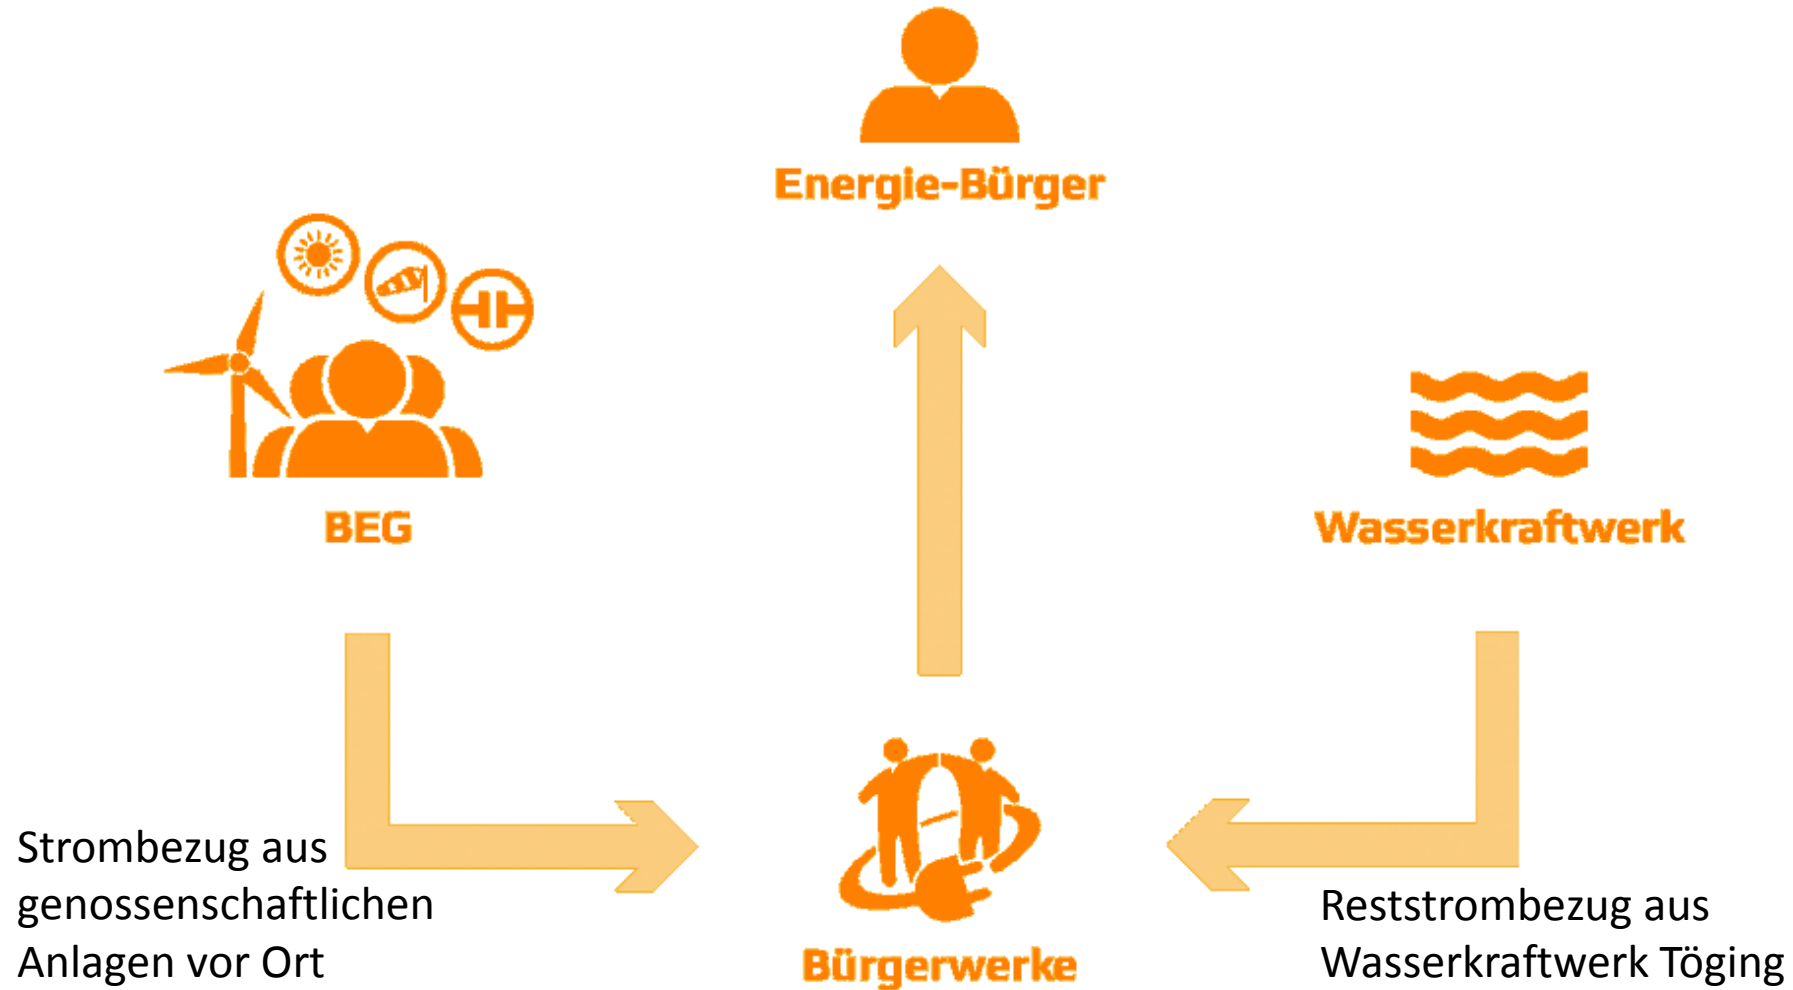 Energie-Bürger
BEG
Wasserkraftwerk
Strombezug aus
genossenschaftlichen
Anlagen vor Ort
Bürgerwerke
Reststrombezug aus
Wasserkraftwerk Töging